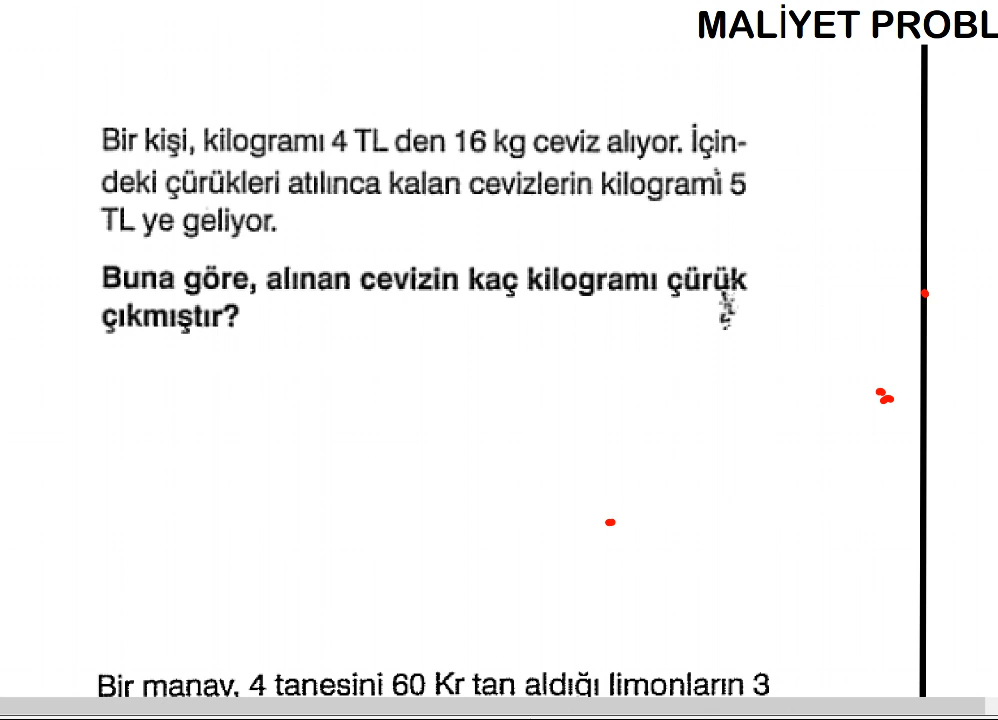 MALİYET PROBL
Bir kişi, kilogramı 4 TL den 16 kg ceviz alıyor. İçin-
deki çürükleri atılınca kalan cevizlerin kilogramı 5
TL ye geliyor.
Buna göre, alınan cevizin kaç kilogramı çürük
çıkmıştır?
Bir manav, 4 tanesini 60 Kr tan aldığı limonların 3